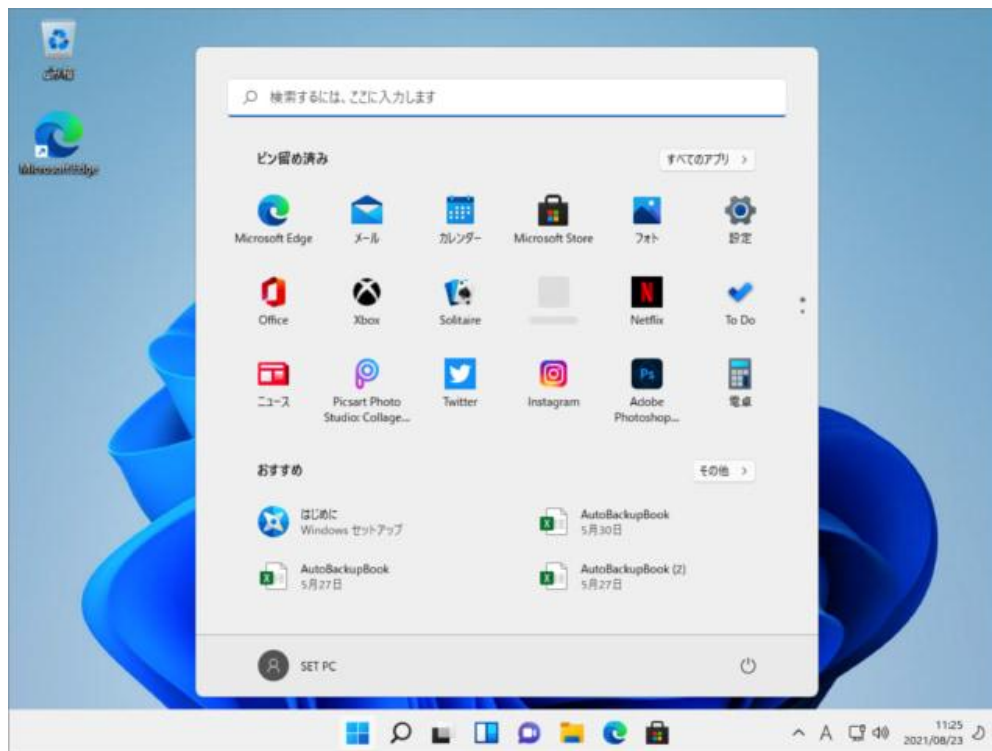 ごみ箱
Microsoft Edge
検索するには、ここに入力します
ピン留め済み
すべてのアプリ
Microsoft Edge
メール
カレンダー
Microsoft Store
フォト
設定
Office
Xbox
Solitaire
Netflix
To Do
ニュース
Picsart Photo
Studio: Collage...
Twitter
Instagram
Ps
Adobe
Photoshop...
電卓
おすすめ
その他
はじめに
Windows セットアップ
AutoBackupBook
5月30日
AutoBackupBook
5月27日
AutoBackupBook (2)
5月27日
SET PC
A
11:25
2021/08/23